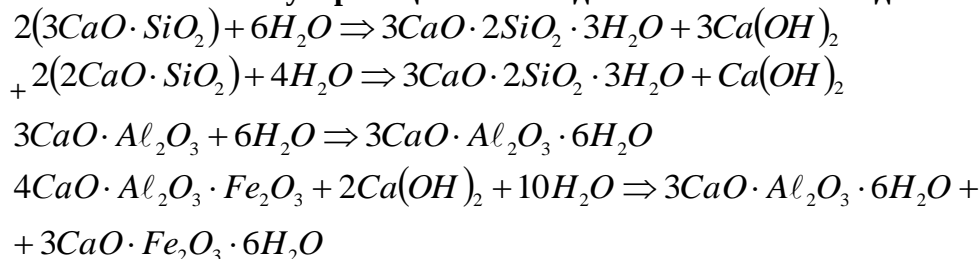 2(3CaO·SiO₂)+6H₂O⇒3CaO·2SiO₂·3H₂O+3Ca(OH)₂
+2(2CaO·SiO₂)+4H₂O⇒3CaO·2SiO₂·3H₂O+Ca(OH)₂
3CaO·Aℓ₂O₃+6H₂O⇒3CaO·Aℓ₂O₃·6H₂O
4CaO·Aℓ₂O₃·Fe₂O₃+2Ca(OH)₂+10H₂O⇒3CaO·Aℓ₂O₃·6H₂O+
+3CaO·Fe₂O₃·6H₂O